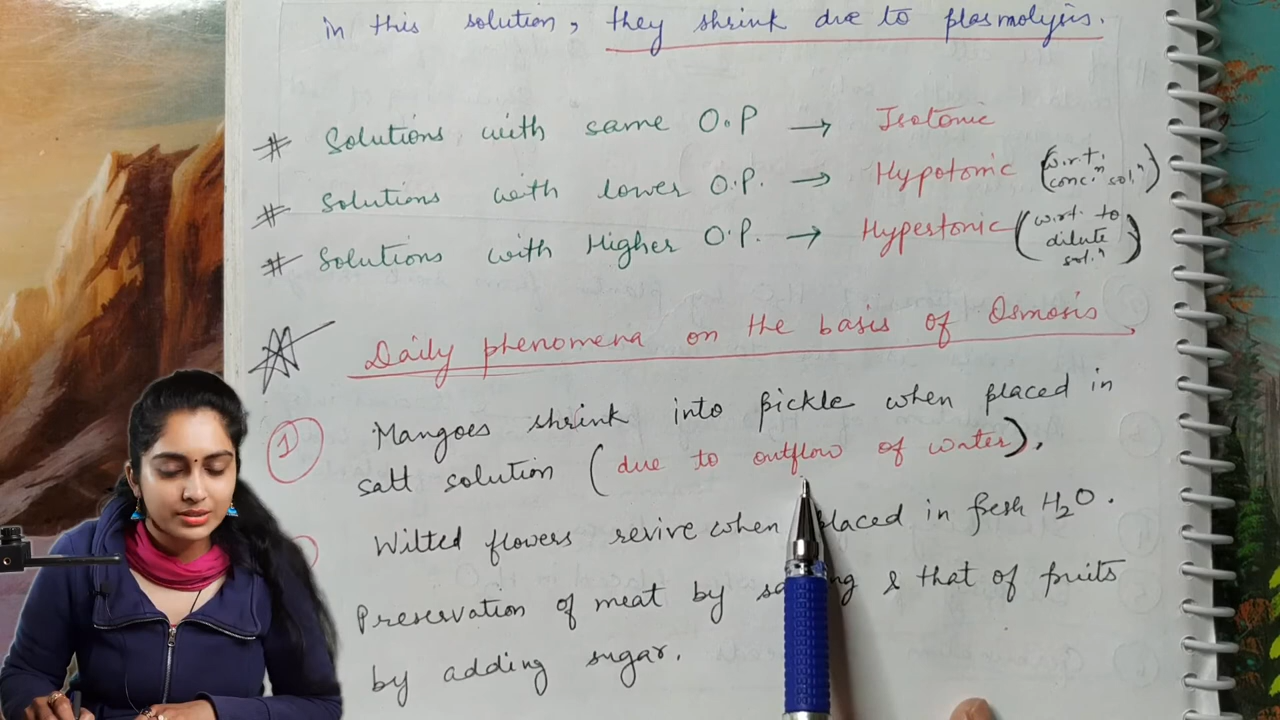 in this solution, they shrink due to plasmolysis.
# Solutions with same O.P → Isotonic
# Solutions with lower O.P. → Hypotonic (w.r.t. conc.n sol.n)
# Solutions with Higher O.P. → Hypertonic (w.r.t. to dilute sol.n)
Daily phenomena on the basis of Osmosis
1 Mangoes shrink into pickle when placed in
salt solution (due to outflow of water).
Wilted flowers revive when placed in fresh H₂O.
Preservation of meat by & that of fruits
by adding sugar.